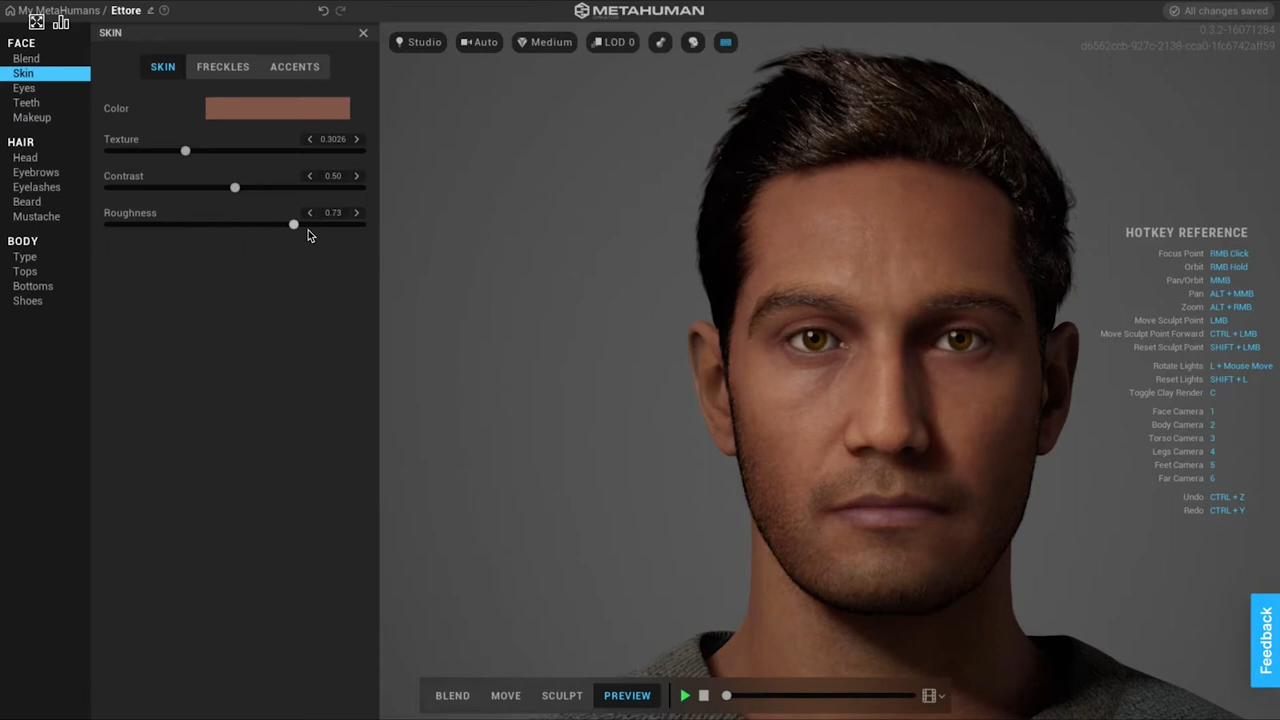 My MetaHumans / Ettore
METAHUMAN
CREATOR
All changes saved
0.3.2-16071284
d6562ccb-927c-2138-cca0-1fc6742aff59
FACE
Blend
Skin
Eyes
Teeth
Makeup
HAIR
Head
Eyebrows
Eyelashes
Beard
Mustache
BODY
Type
Tops
Bottoms
Shoes
SKIN
SKIN FRECKLES ACCENTS
Color
Texture 0.3026
Contrast 0.50
Roughness 0.73
Studio Auto Medium LOD 0
HOTKEY REFERENCE
Focus Point RMB Click
Orbit RMB Hold
Pan/Orbit MMB
Pan ALT + MMB
Zoom ALT + RMB
Move Sculpt Point LMB
Move Sculpt Point Forward CTRL + LMB
Reset Sculpt Point SHIFT + LMB
Rotate Lights L + Mouse Move
Reset Lights SHIFT + L
Toggle Clay Render C
Face Camera 1
Body Camera 2
Torso Camera 3
Legs Camera 4
Feet Camera 5
Far Camera 6
Undo CTRL + Z
Redo CTRL + Y
BLEND MOVE SCULPT PREVIEW
Feedback